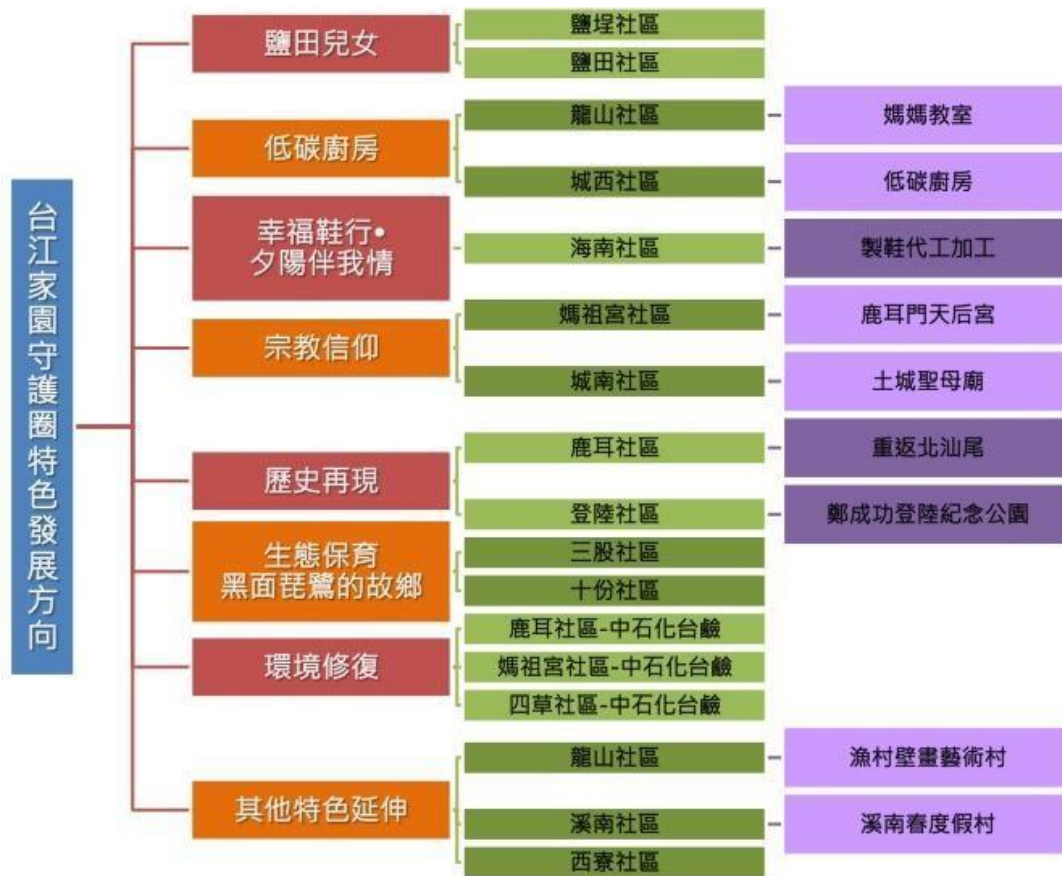 台江家園守護圈特色發展方向
鹽田兒女
鹽埕社區
鹽田社區
低碳廚房
龍山社區
媽媽教室
城西社區
低碳廚房
幸福鞋行•
夕陽伴我情
海南社區
製鞋代工加工
宗教信仰
媽祖宮社區
鹿耳門天后宮
城南社區
土城聖母廟
歷史再現
鹿耳社區
重返北汕尾
登陸社區
鄭成功登陸紀念公園
生態保育
黑面琵鷺的故鄉
三股社區
十份社區
環境修復
鹿耳社區-中石化台鹼
媽祖宮社區-中石化台鹼
四草社區-中石化台鹼
其他特色延伸
龍山社區
漁村壁畫藝術村
溪南社區
溪南春度假村
西寮社區